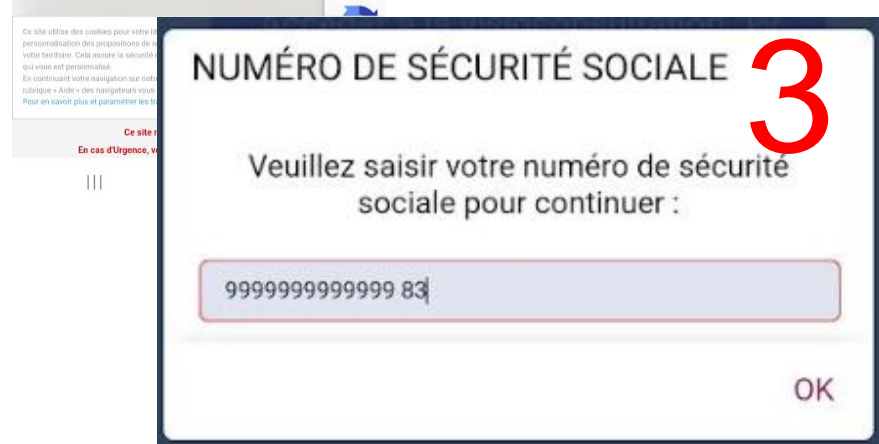 Ce site utilise des cookies pour votre
personnalisation des propositions de
votre territoire. Cela assure la sécurité
qui vous est personnalisé.
En continuant votre navigation sur
rubrique « Aide » des navigateurs vous
Pour en savoir plus et paramétrer les
Ce site
En cas d'Urgence,
NUMÉRO DE SÉCURITÉ SOCIALE
3
Veuillez saisir votre numéro de sécurité
sociale pour continuer :
9999999999999 83
OK